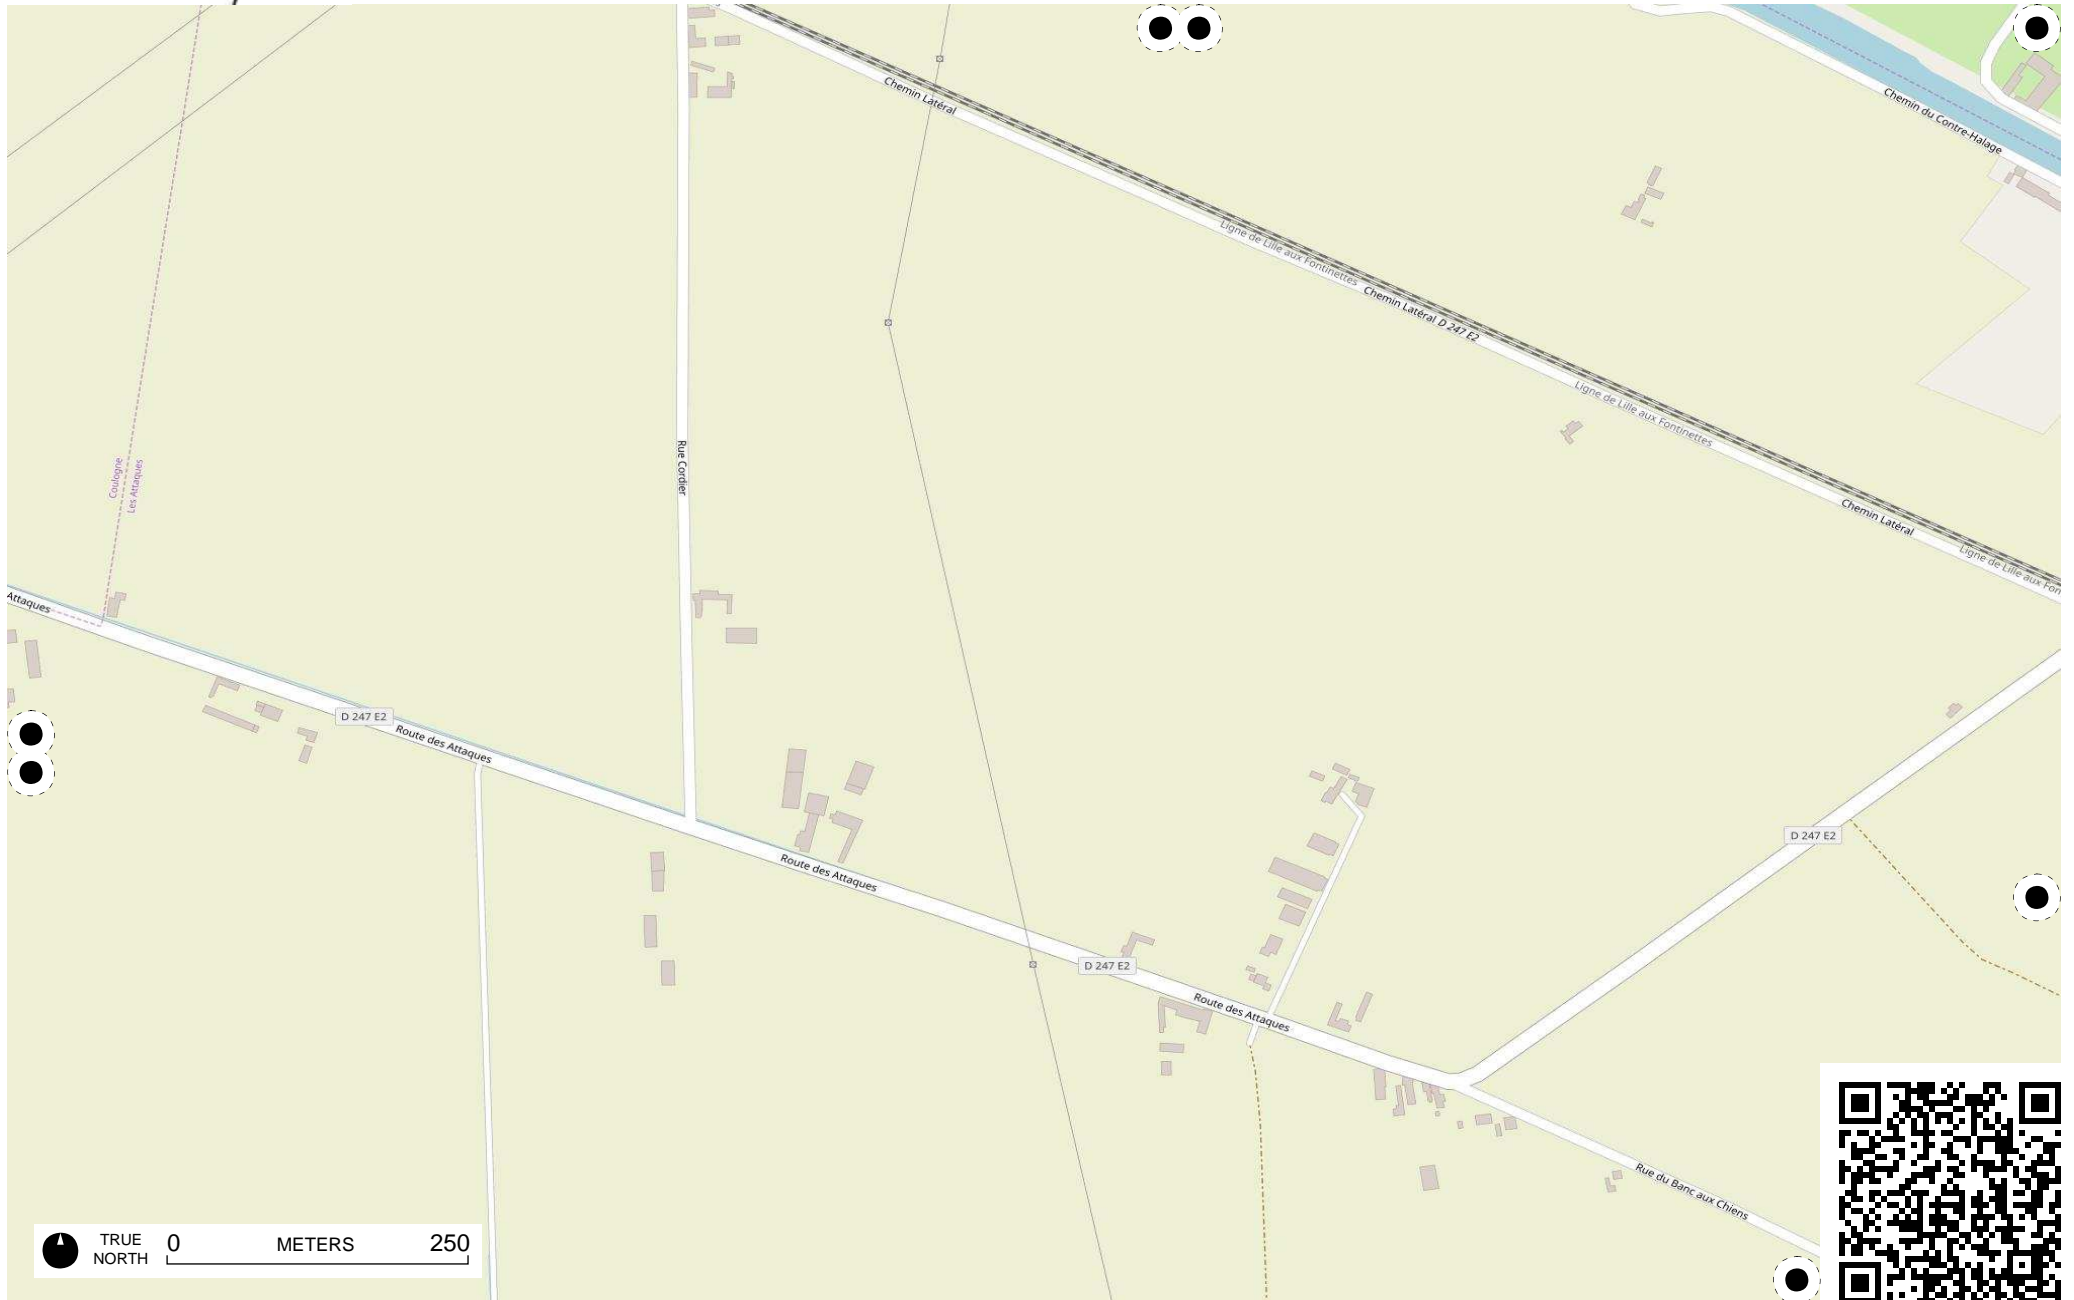 Chemin Latéral
Chemin du Contre-Halage
Ligne de Lille aux Fontinettes
Chemin Latéral D 247 E2
Ligne de Lille aux Fontinettes
Rue Cordier
Coulogne
Les Attaques
Chemin Latéral
Ligne de Lille aux Fon
Attaques
D 247 E2
Route des Attaques
D 247 E2
Route des Attaques
D 247 E2
Route des Attaques
Rue du Banc aux Chiens
TRUE
NORTH
0 METERS 250